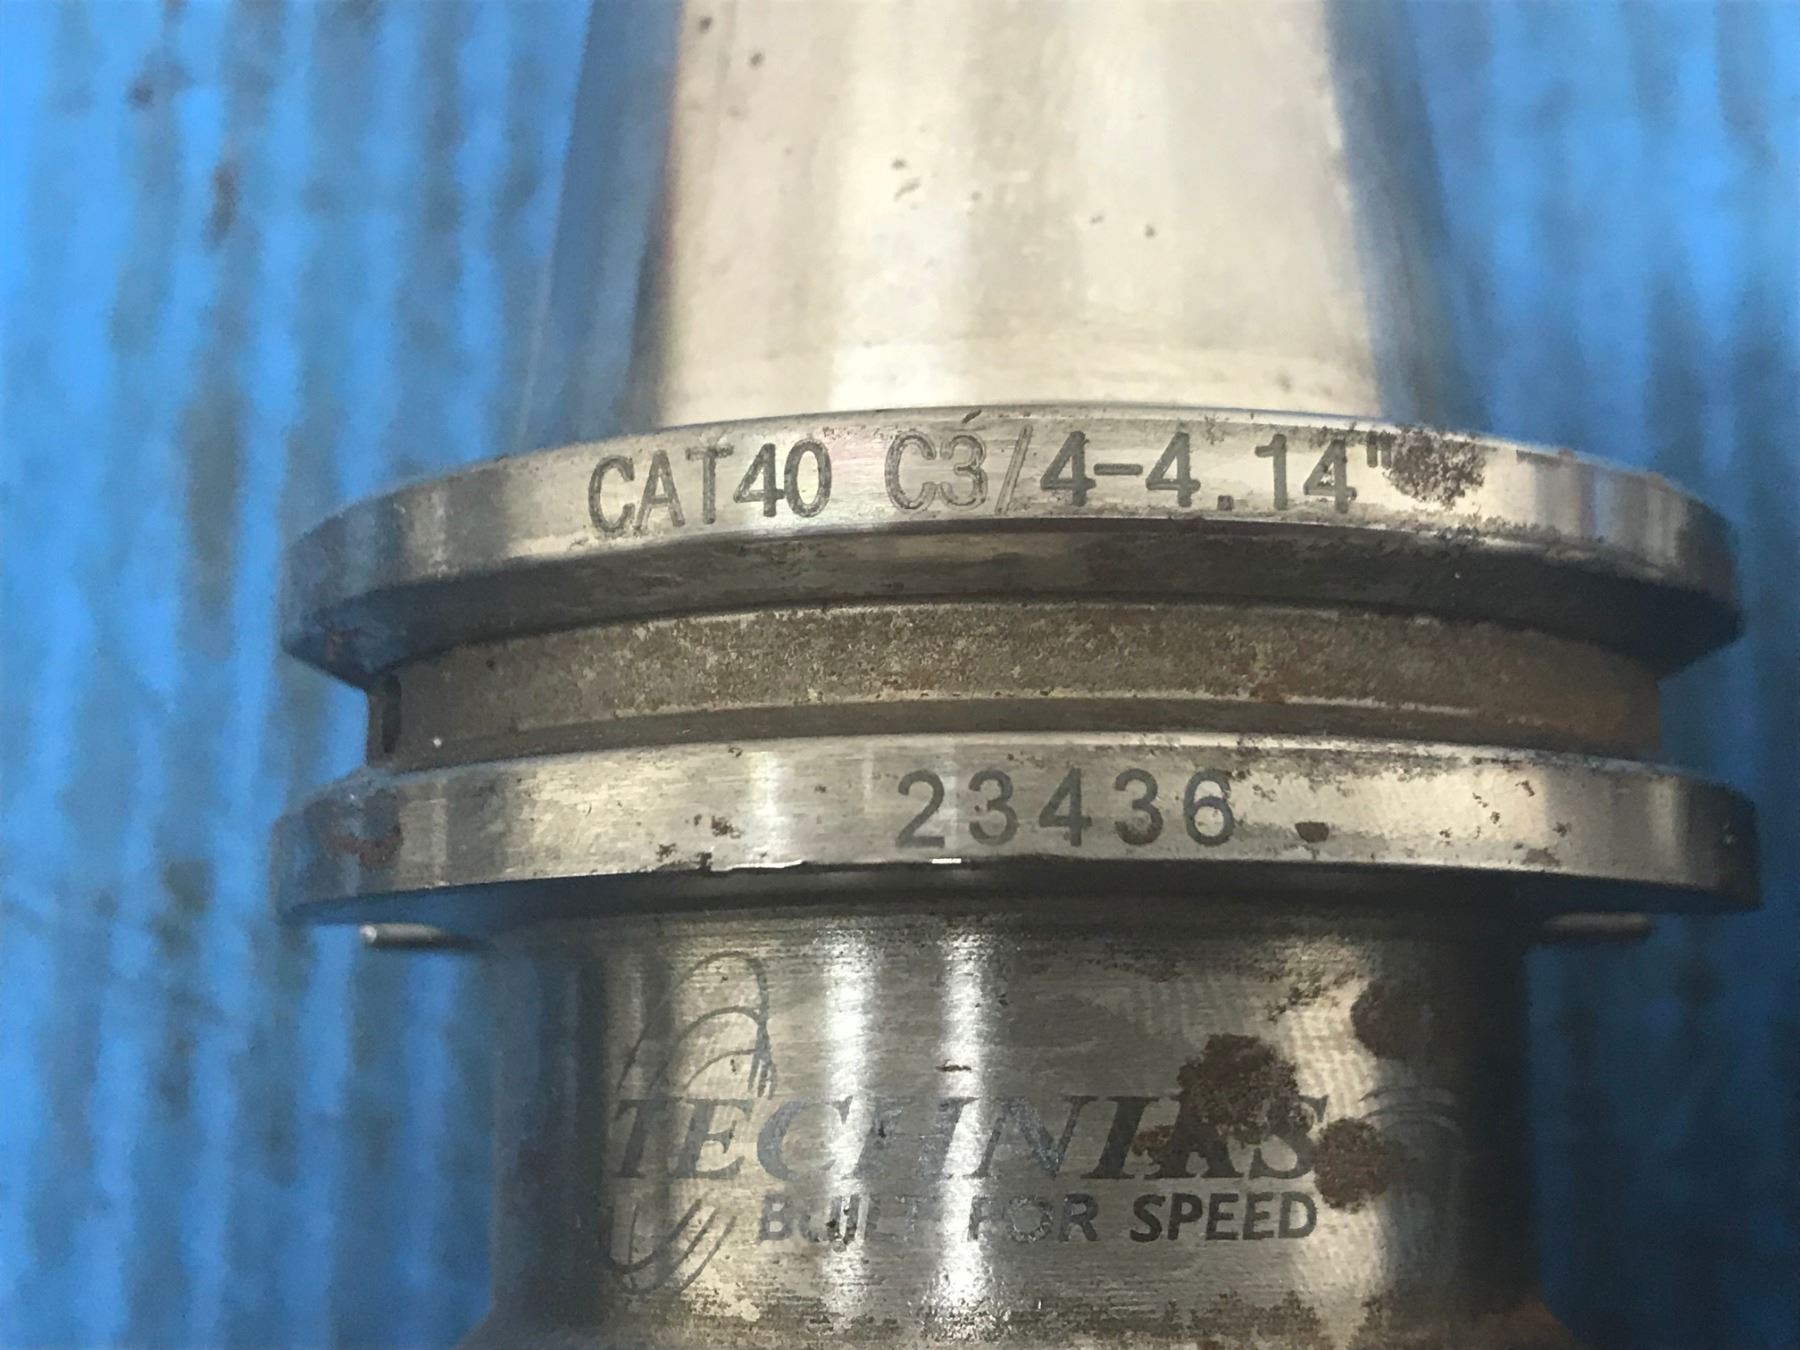 CAT40 C3/4-4.14"
23436
TECHNIKS
BUILT FOR SPEED